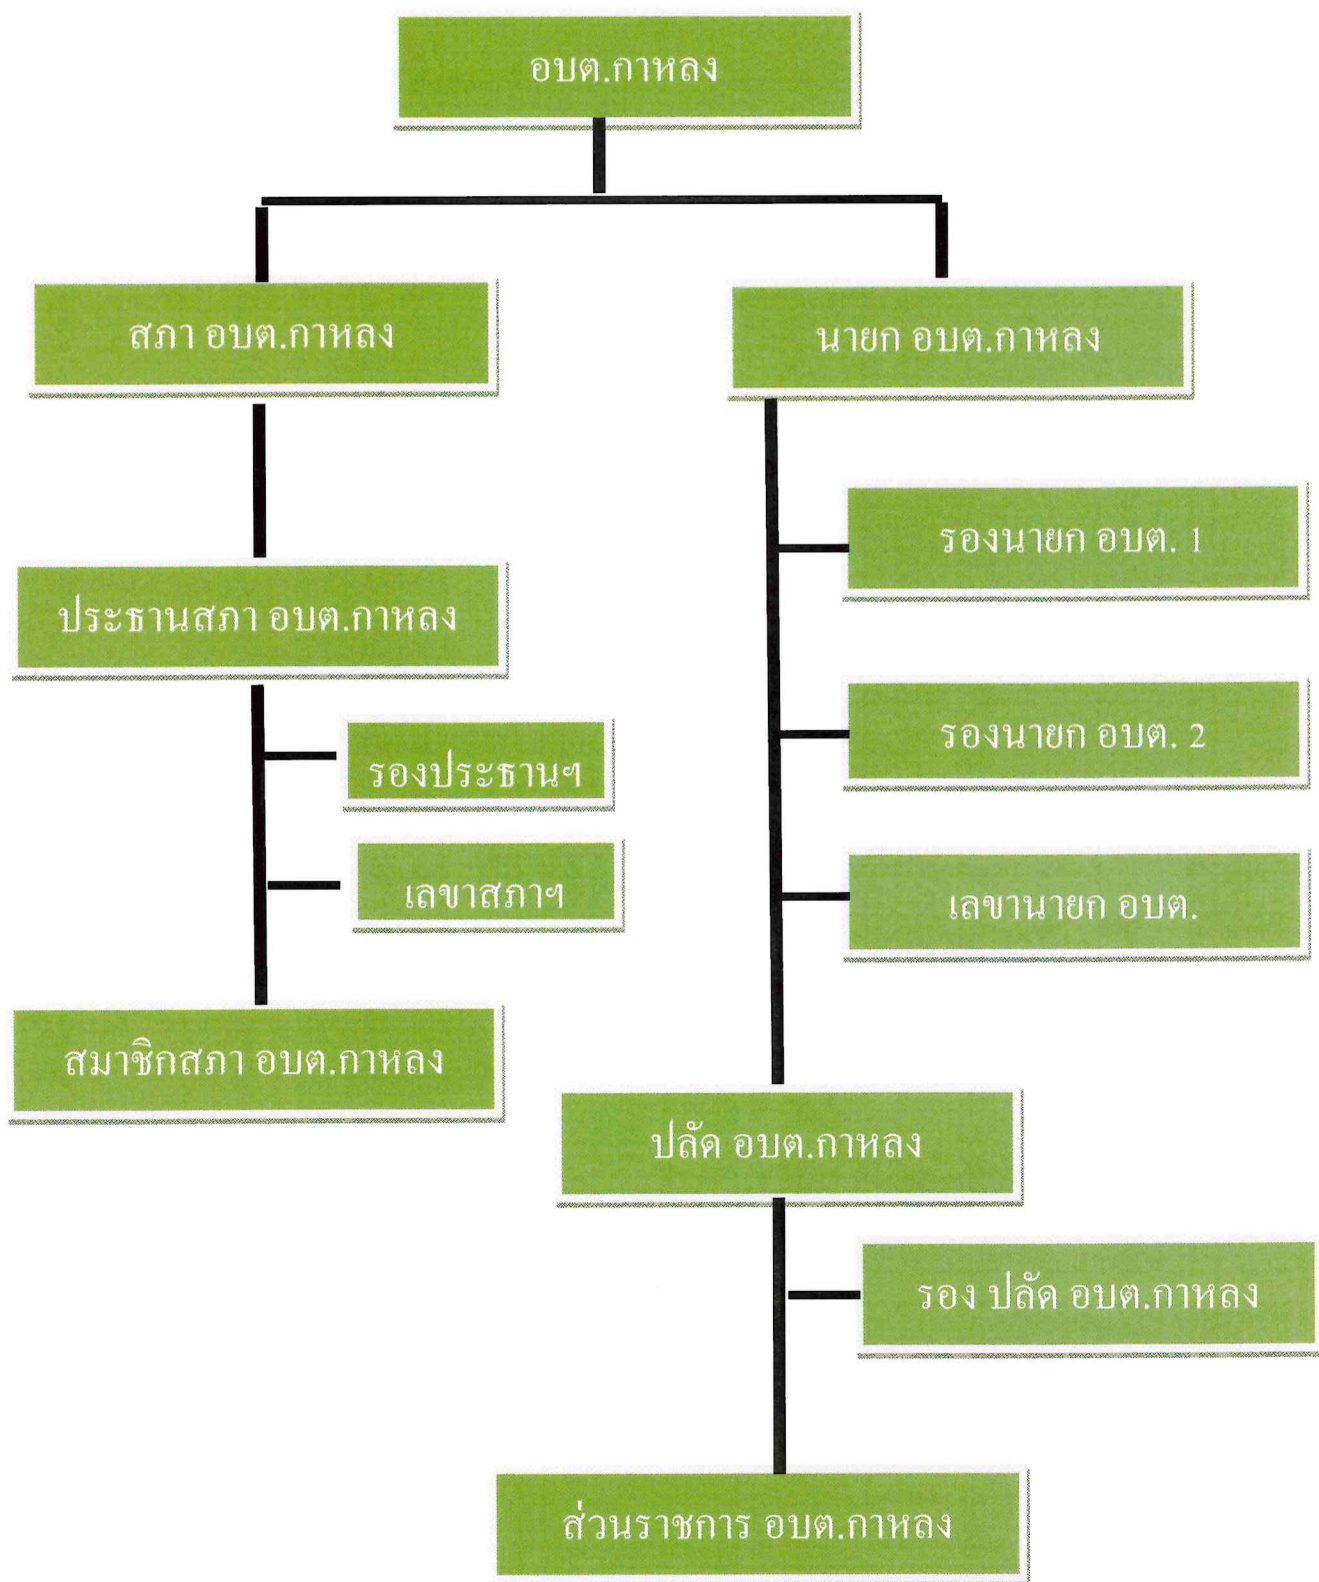 อบต.กาหลง
สภา อบต.กาหลง
นายก อบต.กาหลง
รองนายก อบต. 1
ประธานสภา อบต.กาหลง
รองนายก อบต. 2
รองประธานฯ
เลขาสภาฯ
เลขานายก อบต.
สมาชิกสภา อบต.กาหลง
ปลัด อบต.กาหลง
รอง ปลัด อบต.กาหลง
ส่วนราชการ อบต.กาหลง